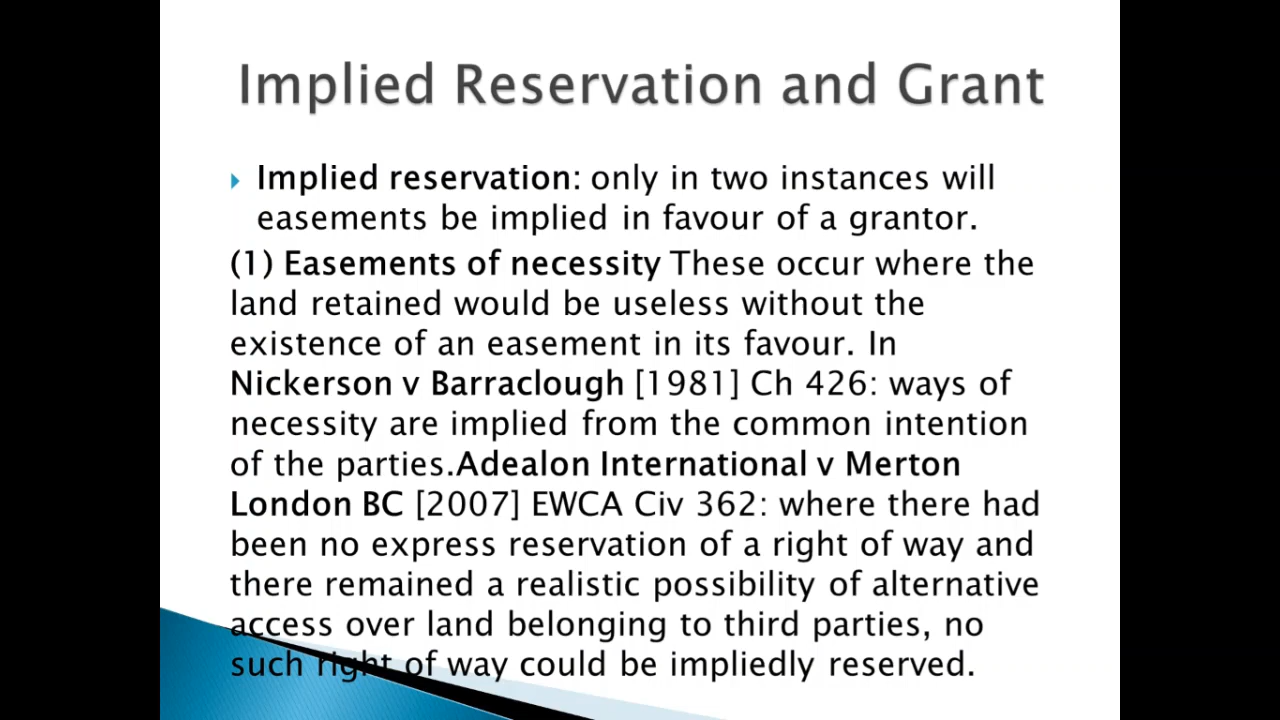 Implied Reservation and Grant
Implied reservation: only in two instances will
easements be implied in favour of a grantor.
(1) Easements of necessity These occur where the
land retained would be useless without the
existence of an easement in its favour. In
Nickerson v Barraclough [1981] Ch 426: ways of
necessity are implied from the common intention
of the parties.Adealon International v Merton
London BC [2007] EWCA Civ 362: where there had
been no express reservation of a right of way and
there remained a realistic possibility of alternative
access over land belonging to third parties, no
such right of way could be impliedly reserved.